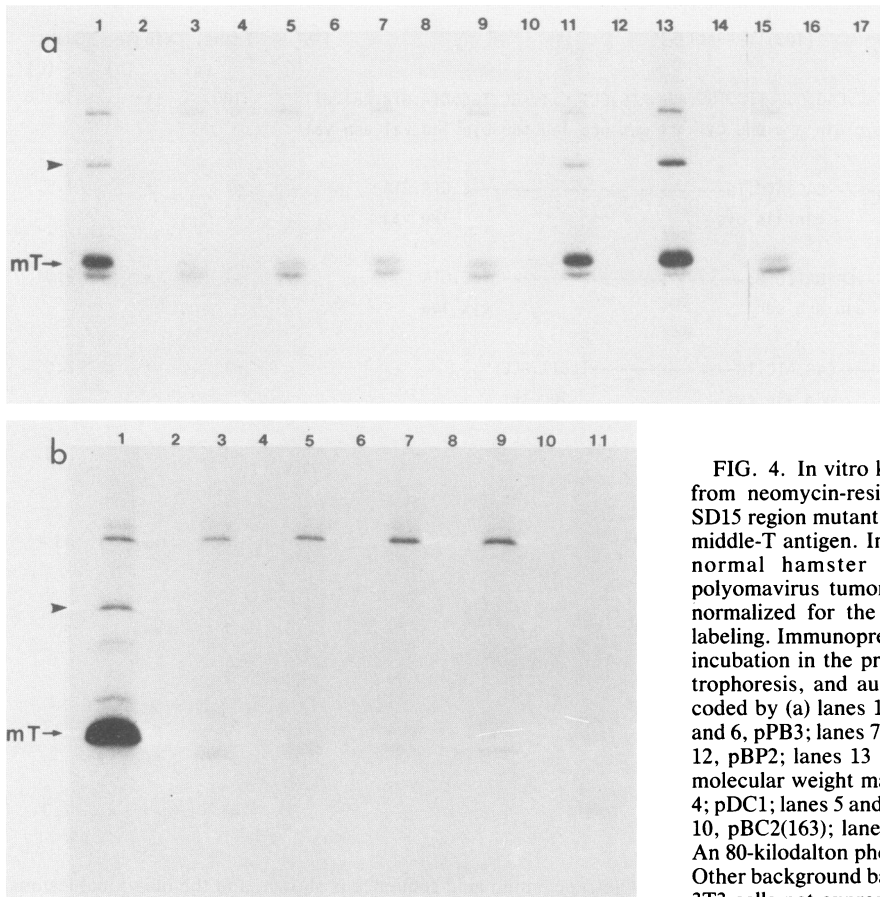 a
1 2 3 4 5 6 7 8 9 10 11 12 13 14 15 16 17
mT→
b
1 2 3 4 5 6 7 8 9 10 11
mT→
FIG. 4. In vitro k
from neomycin-resi
SD15 region mutant
middle-T antigen. In
normal hamster
polyomavirus tumor
normalized for the
labeling. Immunopre
incubation in the pr
trophoresis, and au
coded by (a) lanes 1
and 6, pPB3; lanes 7
12, pBP2; lanes 13
molecular weight ma
4; pDC1; lanes 5 and
10, pBC2(163); lane
An 80-kilodalton pho
Other background ba